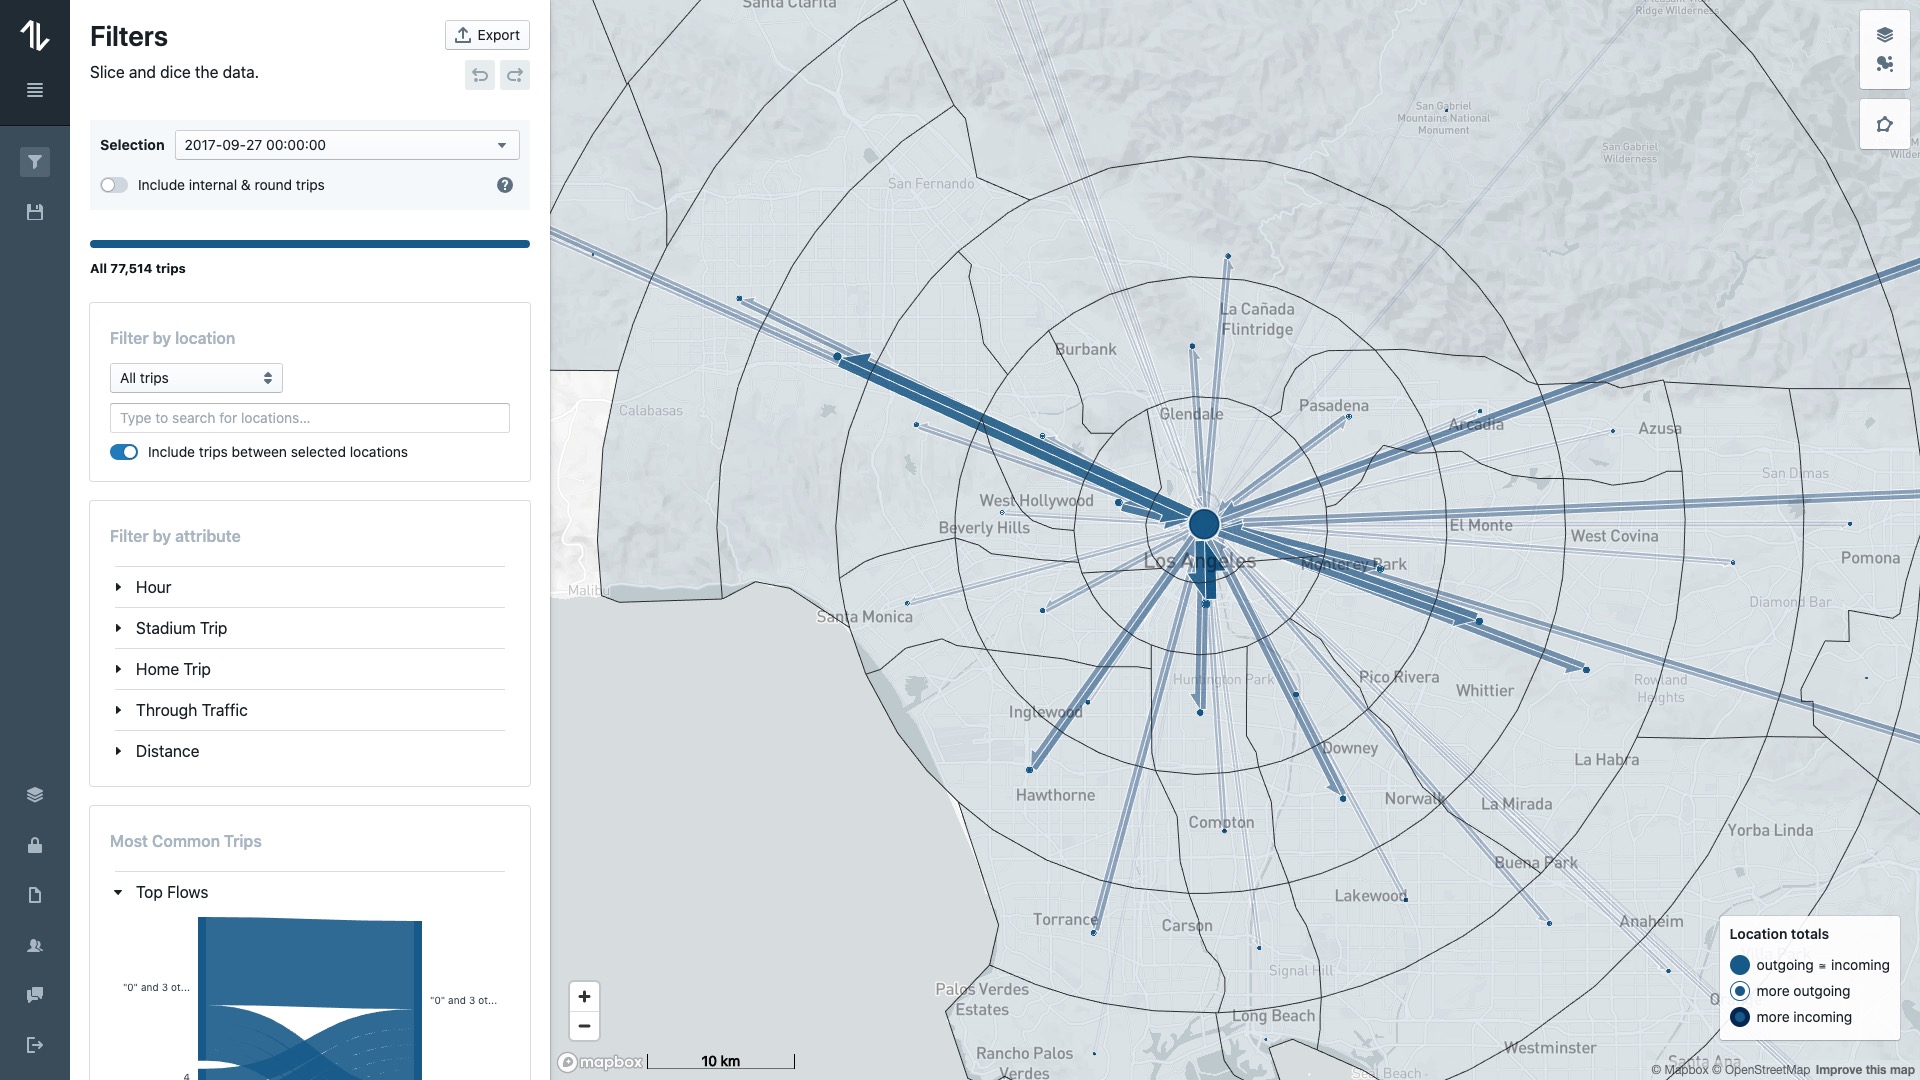 Filters
Export
Slice and dice the data.
Selection
2017-09-27 00:00:00
Include internal & round trips
?
All 77,514 trips
Filter by location
All trips
Type to search for locations...
Include trips between selected locations
Filter by attribute
Hour
Stadium Trip
Home Trip
Through Traffic
Distance
Most Common Trips
Top Flows
"0" and 3 ot...
"0" and 3 ot...
4
Santa Clarita
Ridge Wilderness
San Gabriel
Mountains National
Monument
San Gabriel
Wilderness
San Fernando
La Cañada
Flintridge
Burbank
Calabasas
Glendale
Pasadena
Arcadia
Azusa
San Dimas
West Hollywood
Beverly Hills
El Monte
West Covina
Pomona
Los Angeles
Monterey Park
Malibu
Santa Monica
Diamond Bar
Huntington Park
Pico Rivera
Whittier
Rowland
Heights
Inglewood
Downey
La Habra
Hawthorne
Norwalk
La Mirada
Compton
Yorba Linda
Buena Park
Lakewood
Torrance
Carson
Anaheim
Signal Hill
Palos Verdes
Estates
Long Beach
Rancho Palos
Verdes
Westminster
Santa Ana
Seal Beach
Location totals
outgoing ≅ incoming
more outgoing
more incoming
+
−
mapbox
10 km
© Mapbox © OpenStreetMap Improve this map